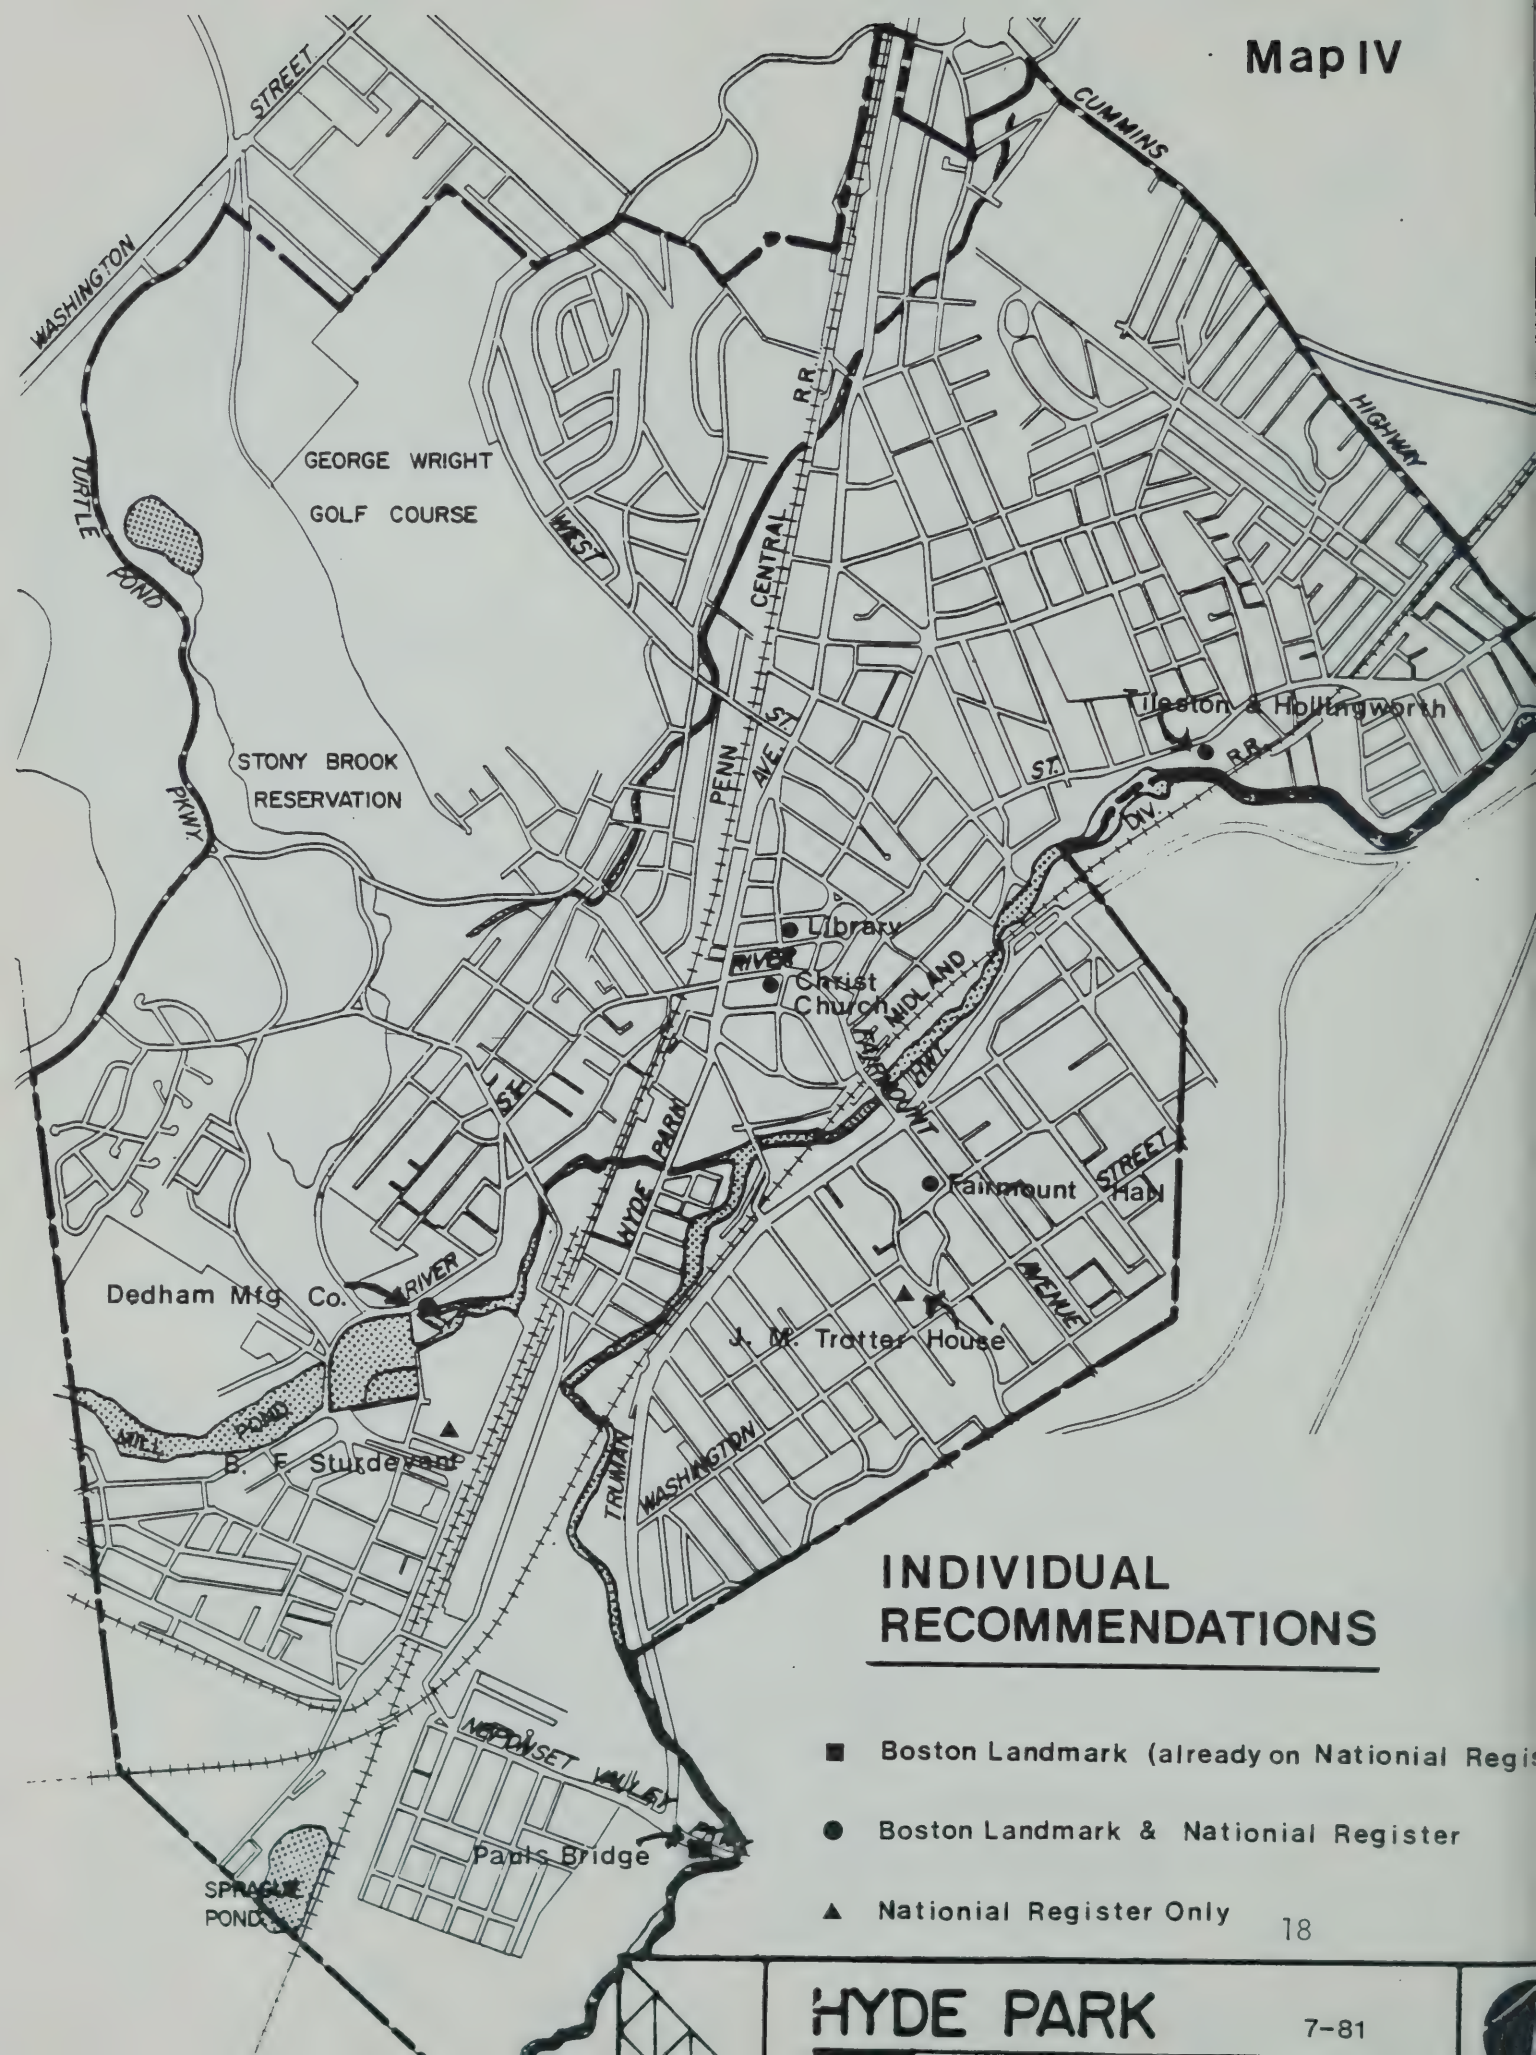 Map IV
STREET
CUMMINS
WASHINGTON
HIGHWAY
R.R.
TURTLE
GEORGE WRIGHT
GOLF COURSE
WEST
CENTRAL
POND
Tileston & Hollingworth
ST.
PENN
AVE.
ST.
R.R.
STONY BROOK
RESERVATION
PKWY
DIV.
Library
RIVER
MIDLAND
Christ
Church
HWY.
FAIRMOUNT
ST.
PARK
STREET
Fairmount Hall
HYDE
RIVER
Dedham Mfg Co.
AVENUE
J. M. Trotter House
MILL POND
B. F. Sturdevant
TRUMAN
WASHINGTON
INDIVIDUAL
RECOMMENDATIONS
NEPONSET VALLEY
■ Boston Landmark (already on Nationial Regis
● Boston Landmark & Nationial Register
Pauls Bridge
SPRAGUE
POND
▲ Nationial Register Only
18
HYDE PARK
7-81